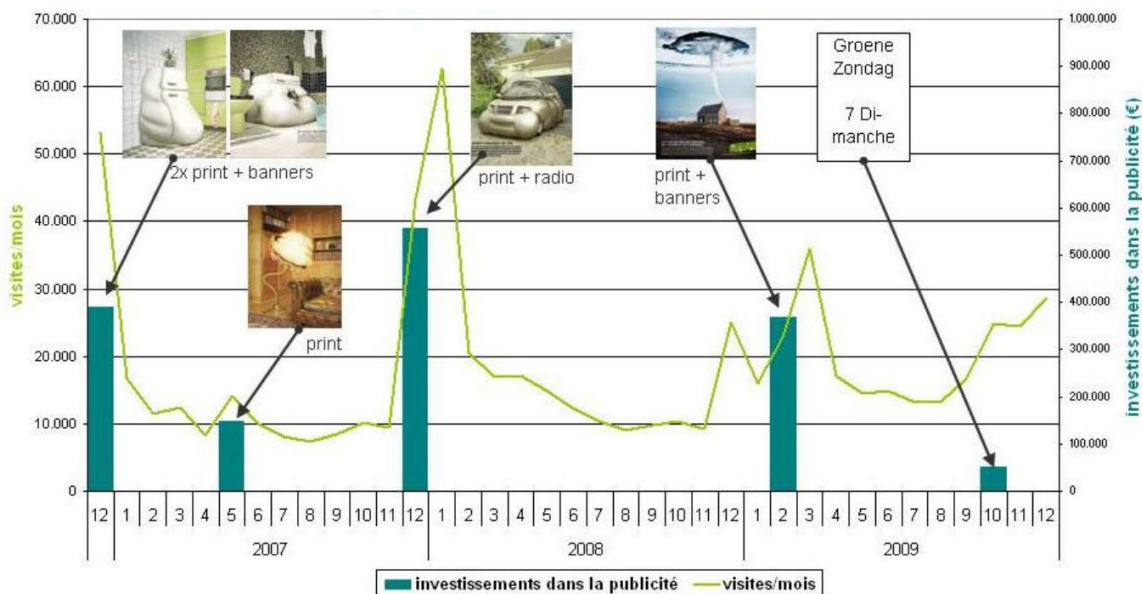 70.000
60.000
50.000
40.000
30.000
20.000
10.000
0
visites/mois
2x print + banners
print
print + radio
print +
banners
Groene
Zondag
7 Di-
manche
1.000.000
900.000
800.000
700.000
600.000
500.000
400.000
300.000
200.000
100.000
0
investissements dans la publicité (€)
12 1 2 3 4 5 6 7 8 9 10 11 12 1 2 3 4 5 6 7 8 9 10 11 12 1 2 3 4 5 6 7 8 9 10 11 12
2007 2008 2009
investissements dans la publicité visites/mois